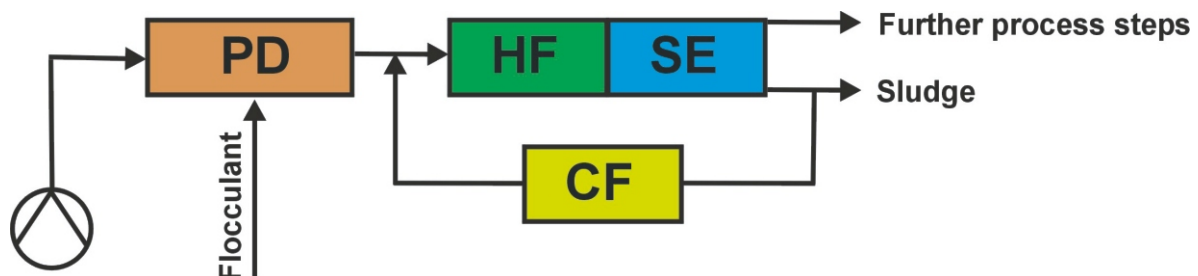 PD
HF
SE
Further process steps
Sludge
CF
Flocculant